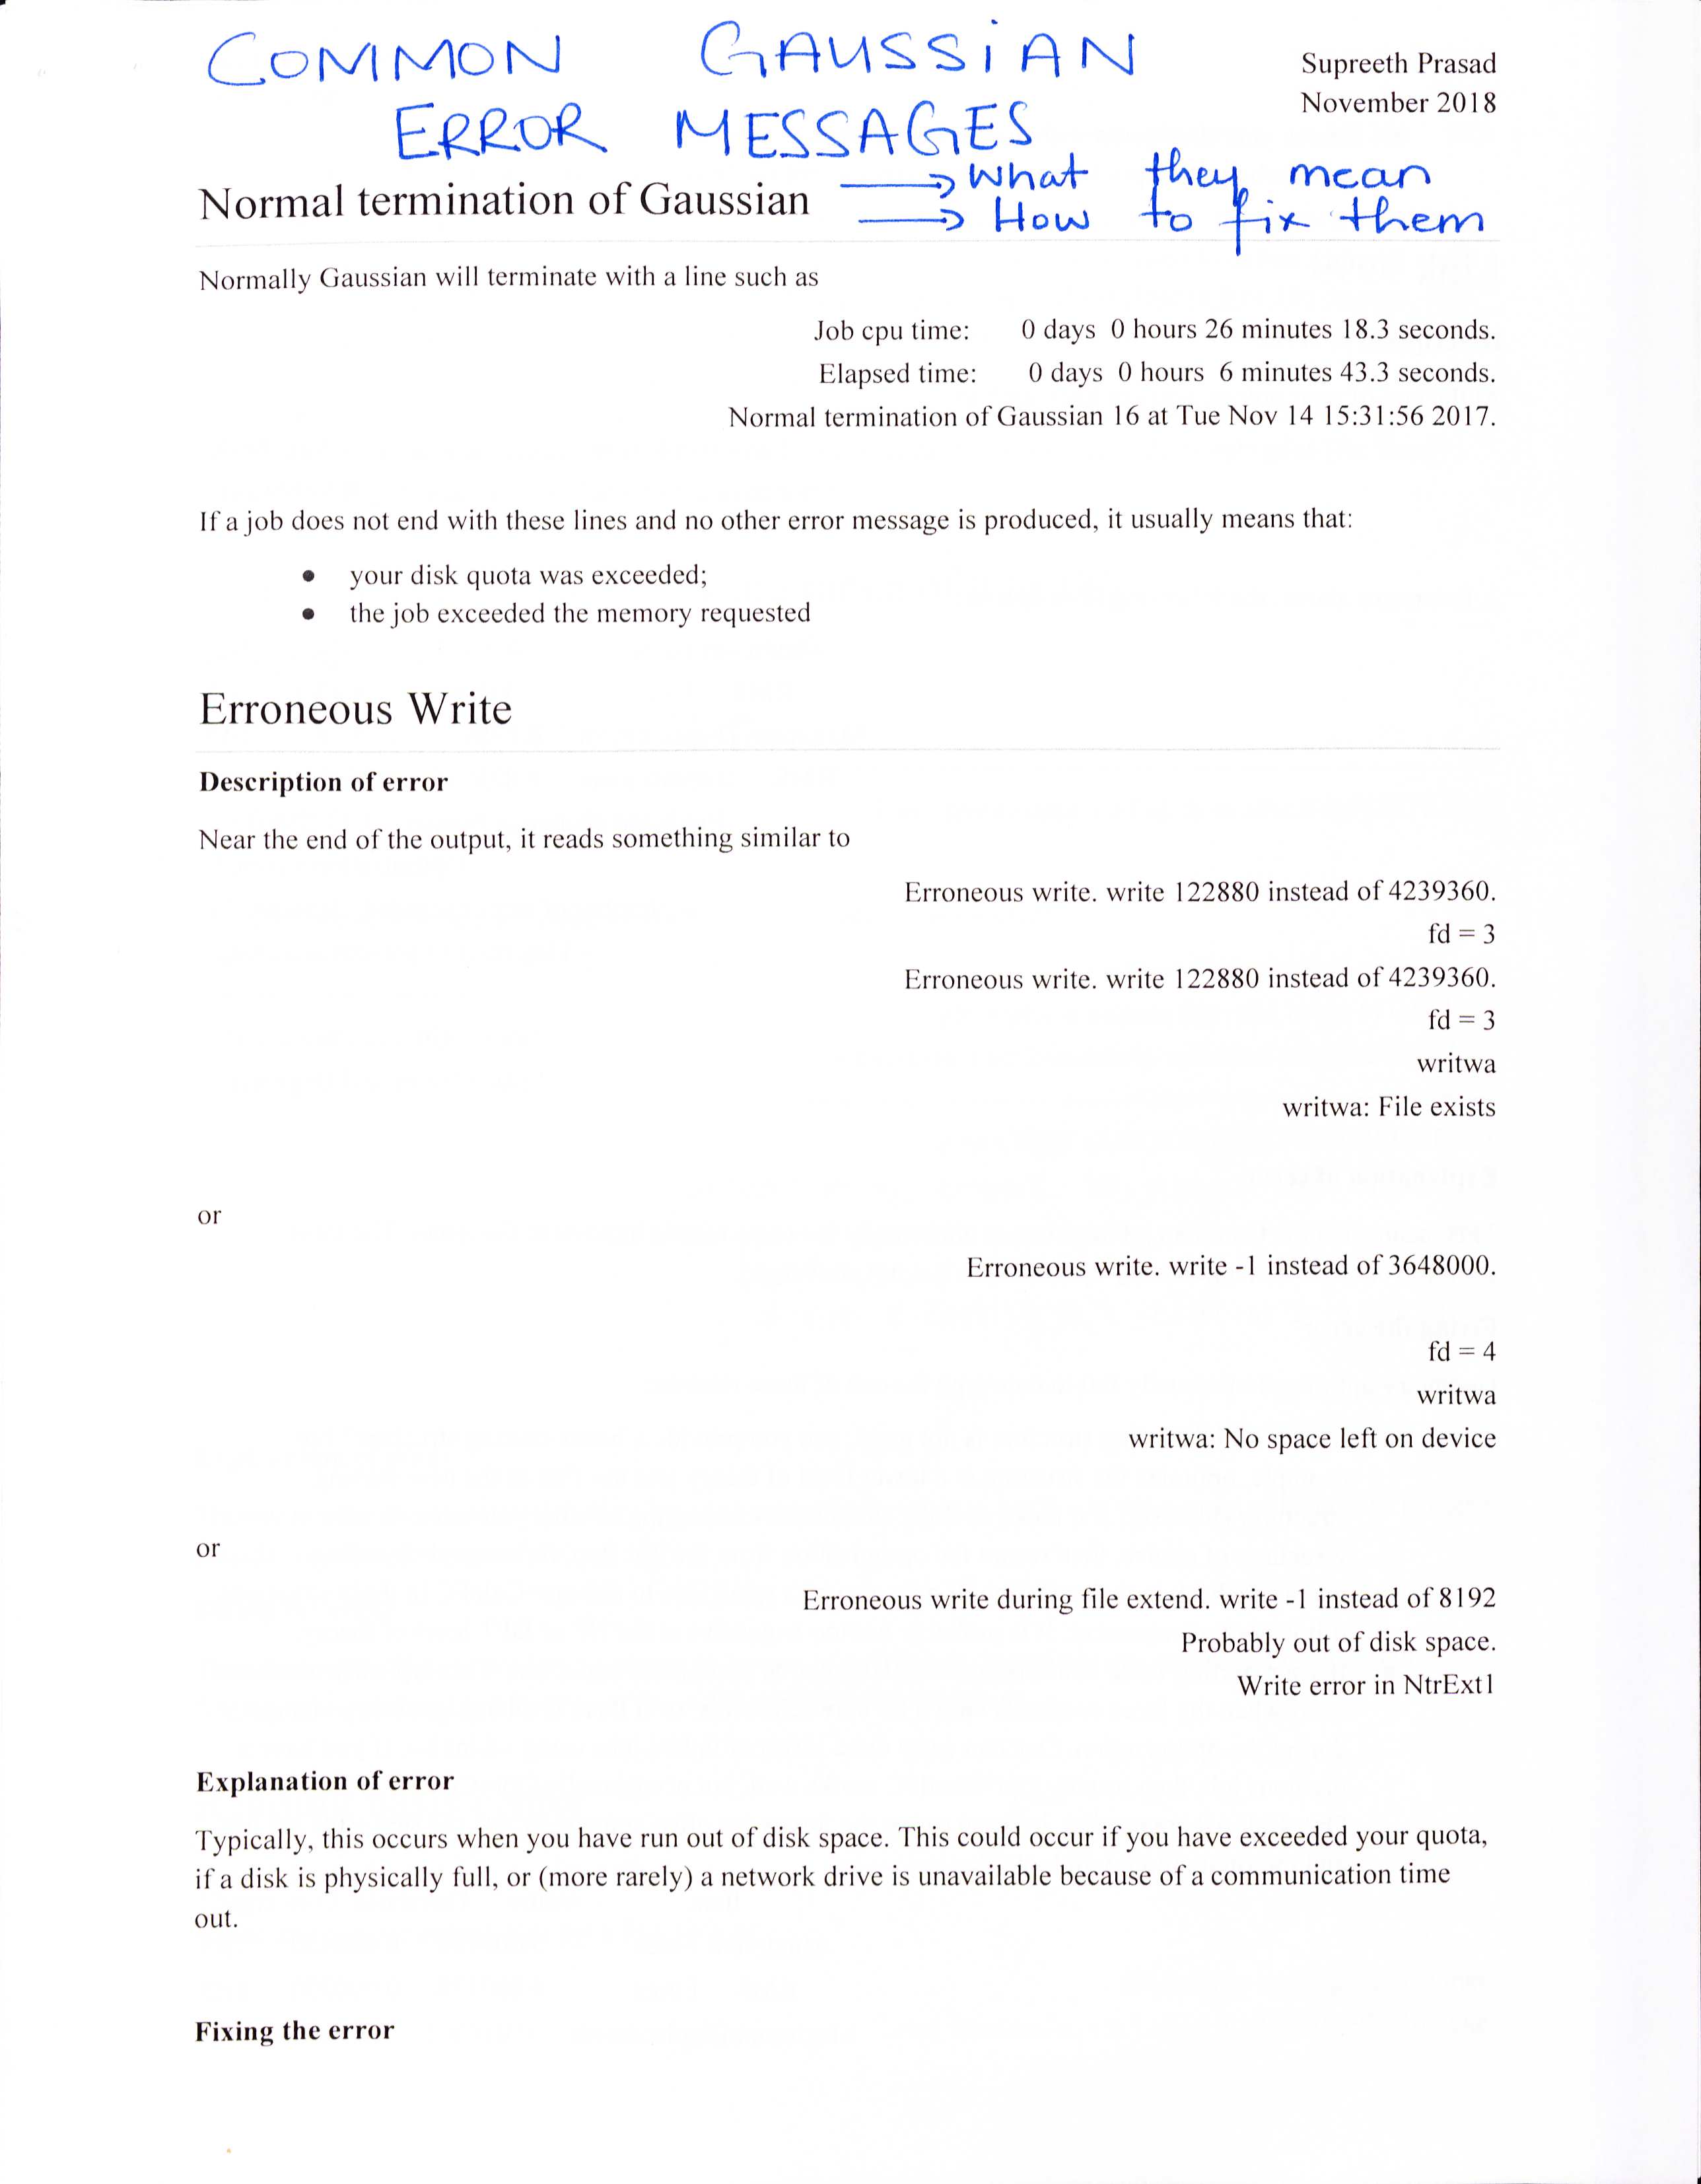 COMMON GAUSSiAN
ERROR MESSAGES
Supreeth Prasad
November 2018
→ What they mean
→ How to fix them
Normal termination of Gaussian
Normally Gaussian will terminate with a line such as
Job cpu time: 0 days 0 hours 26 minutes 18.3 seconds.
Elapsed time: 0 days 0 hours 6 minutes 43.3 seconds.
Normal termination of Gaussian 16 at Tue Nov 14 15:31:56 2017.
If a job does not end with these lines and no other error message is produced, it usually means that:
• your disk quota was exceeded;
• the job exceeded the memory requested
Erroneous Write
Description of error
Near the end of the output, it reads something similar to
Erroneous write. write 122880 instead of 4239360.
fd = 3
Erroneous write. write 122880 instead of 4239360.
fd = 3
writwa
writwa: File exists
or
Erroneous write. write -1 instead of 3648000.
fd = 4
writwa
writwa: No space left on device
or
Erroneous write during file extend. write -1 instead of 8192
Probably out of disk space.
Write error in NtrExt1
Explanation of error
Typically, this occurs when you have run out of disk space. This could occur if you have exceeded your quota,
if a disk is physically full, or (more rarely) a network drive is unavailable because of a communication time
out.
Fixing the error